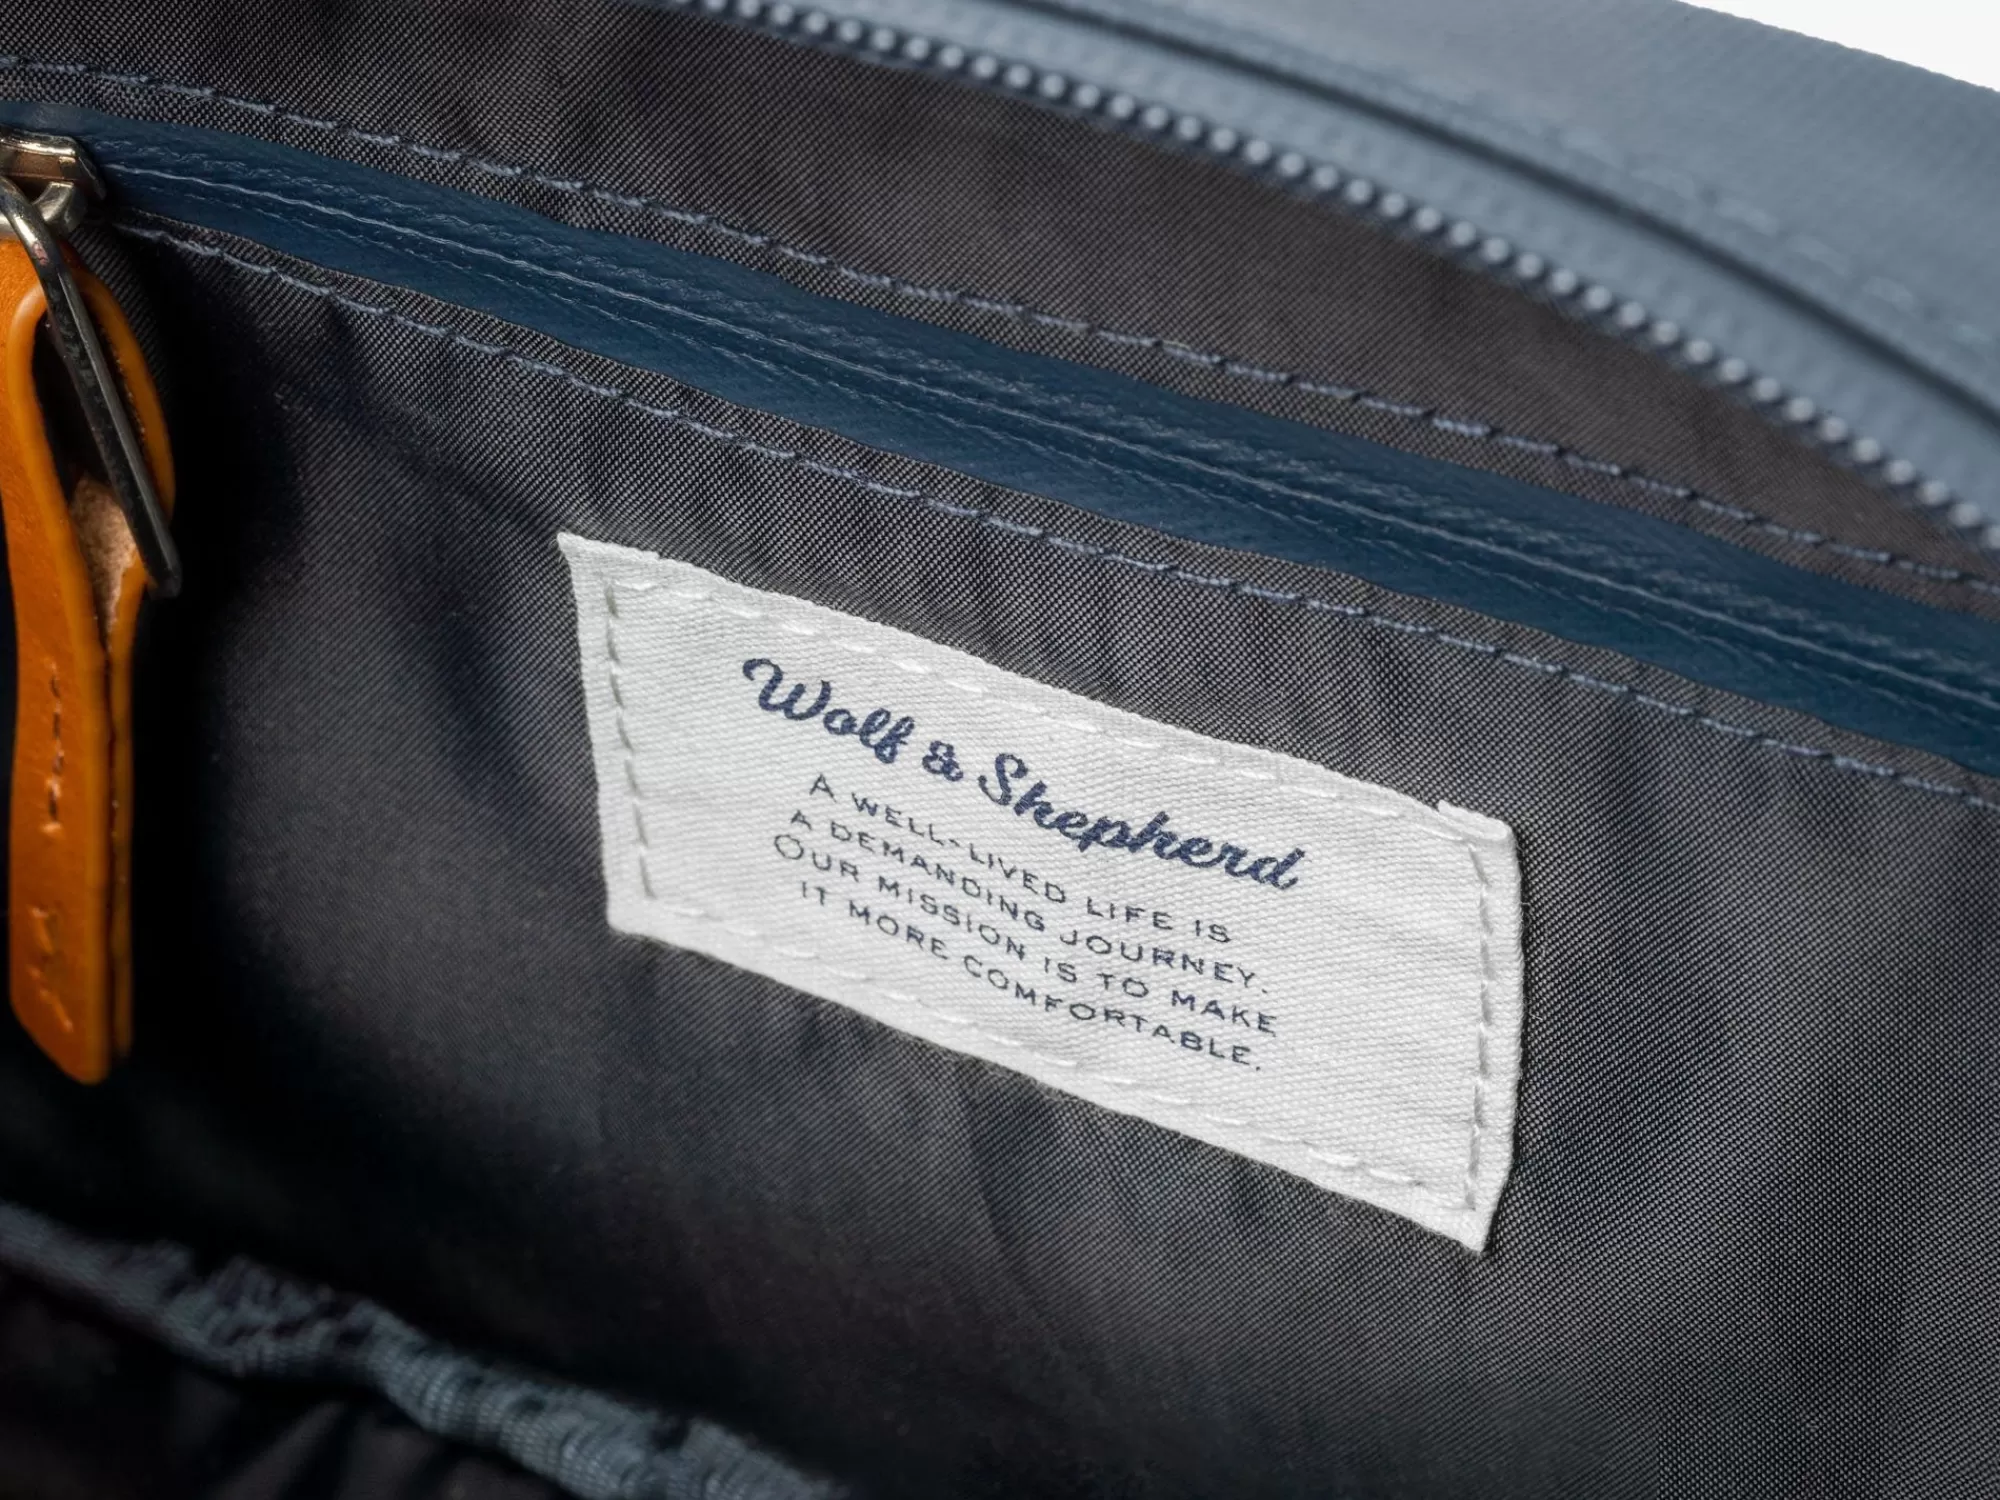 Wolf & Shepherd
A WELL-LIVED LIFE IS
A DEMANDING JOURNEY.
OUR MISSION IS TO MAKE
IT MORE COMFORTABLE.